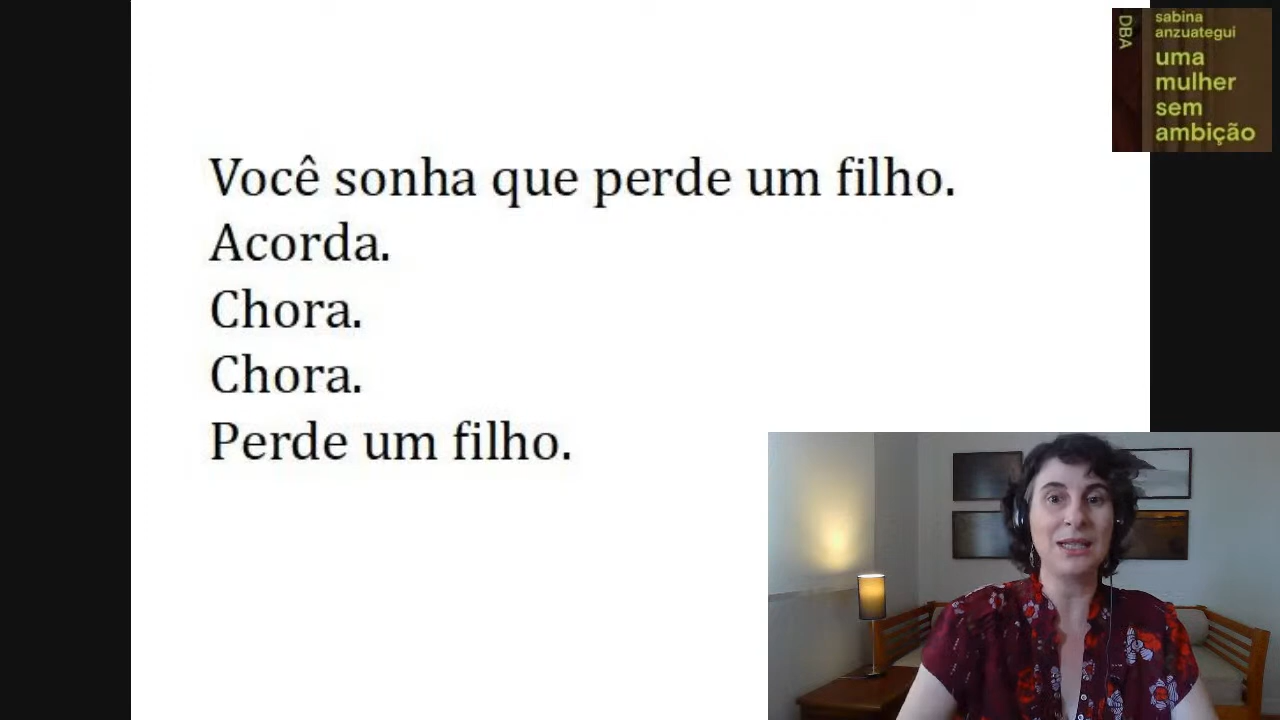 Você sonha que perde um filho.
Acorda.
Chora.
Chora.
Perde um filho.
DBA
sabina
anzuategui
uma
mulher
sem
ambição